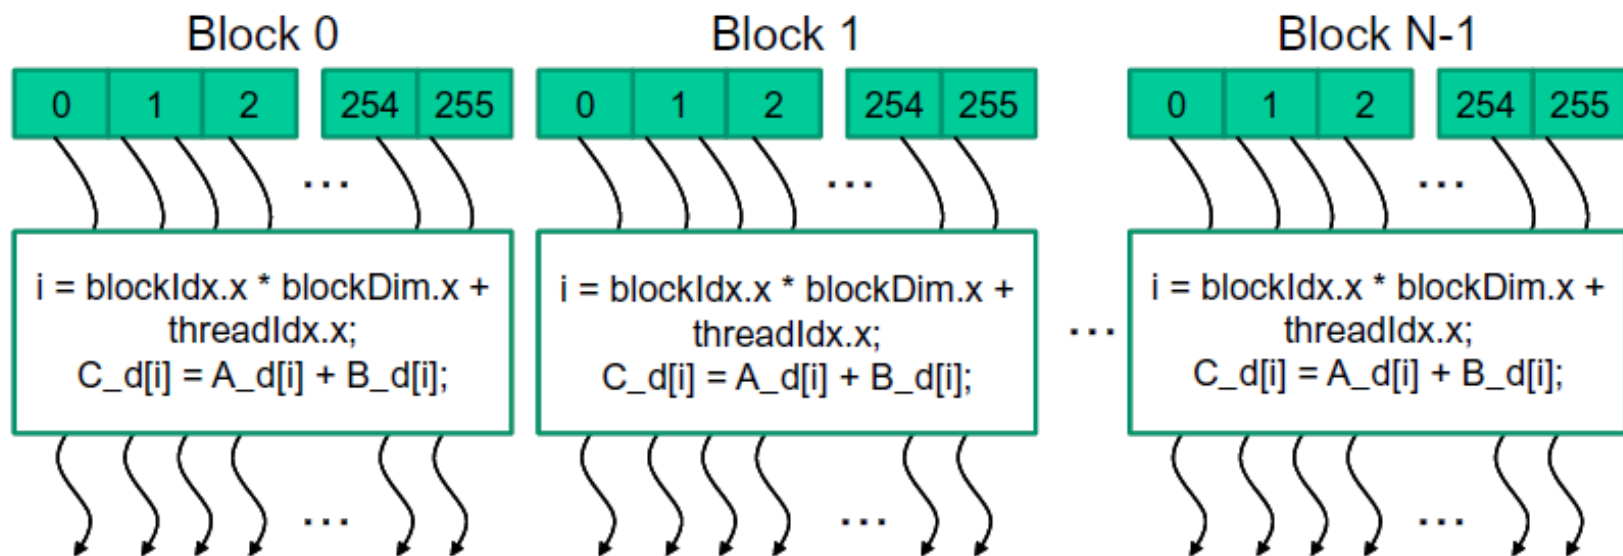 Block 0 Block 1 Block N-1
0 1 2 254 255 0 1 2 254 255 0 1 2 254 255
... ... ...
i = blockIdx.x * blockDim.x +
threadIdx.x;
C_d[i] = A_d[i] + B_d[i];
i = blockIdx.x * blockDim.x +
threadIdx.x;
C_d[i] = A_d[i] + B_d[i];
...
i = blockIdx.x * blockDim.x +
threadIdx.x;
C_d[i] = A_d[i] + B_d[i];
... ... ...